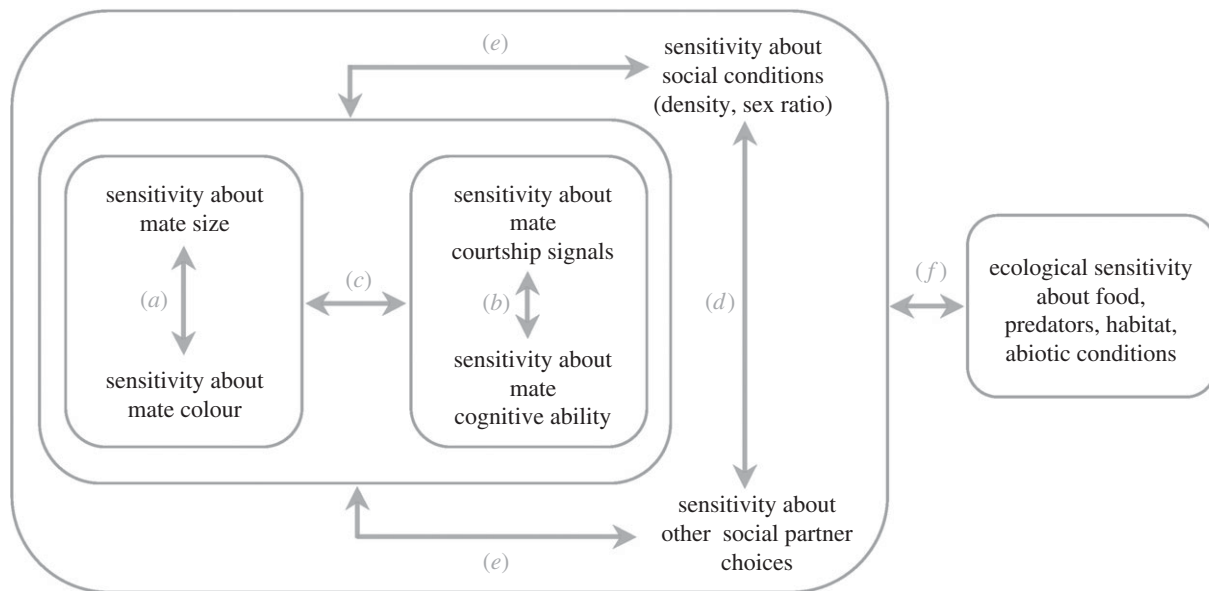 (e)
sensitivity about
social conditions
(density, sex ratio)
sensitivity about
mate size
(a)
sensitivity about
mate colour
(c)
sensitivity about
mate
courtship signals
(b)
sensitivity about
mate
cognitive ability
(d)
(f)
ecological sensitivity
about food,
predators, habitat,
abiotic conditions
sensitivity about
other social partner
choices
(e)